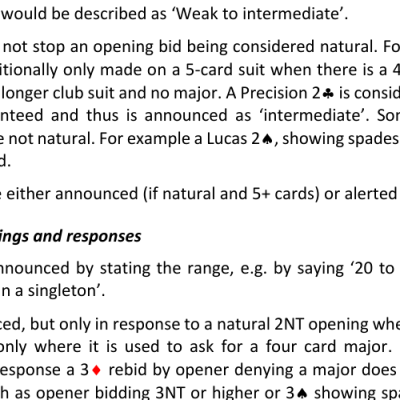 would be described as ‘Weak to intermediate’.
not stop an opening bid being considered natural. Fo
itionally only made on a 5-card suit when there is a 4
longer club suit and no major. A Precision 2♣ is consid
nteed and thus is announced as ‘intermediate’. Son
e not natural. For example a Lucas 2♠, showing spades
d.
e either announced (if natural and 5+ cards) or alerted
ings and responses
nnounced by stating the range, e.g. by saying ‘20 to
n a singleton’.
ced, but only in response to a natural 2NT opening whe
only where it is used to ask for a four card major.
response a 3♦ rebid by opener denying a major does
h as opener bidding 3NT or higher or 3♠ showing spa